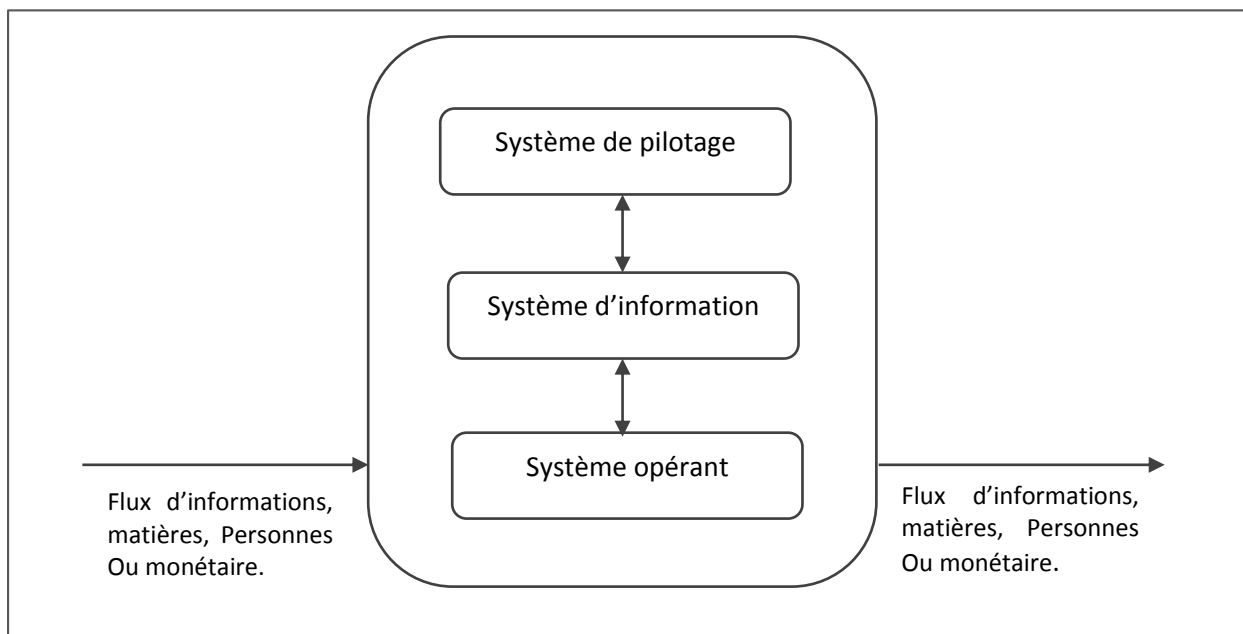 Système de pilotage
Système d’information
Système opérant
Flux d’informations,
matières, Personnes
Ou monétaire.
Flux d’informations,
matières, Personnes
Ou monétaire.